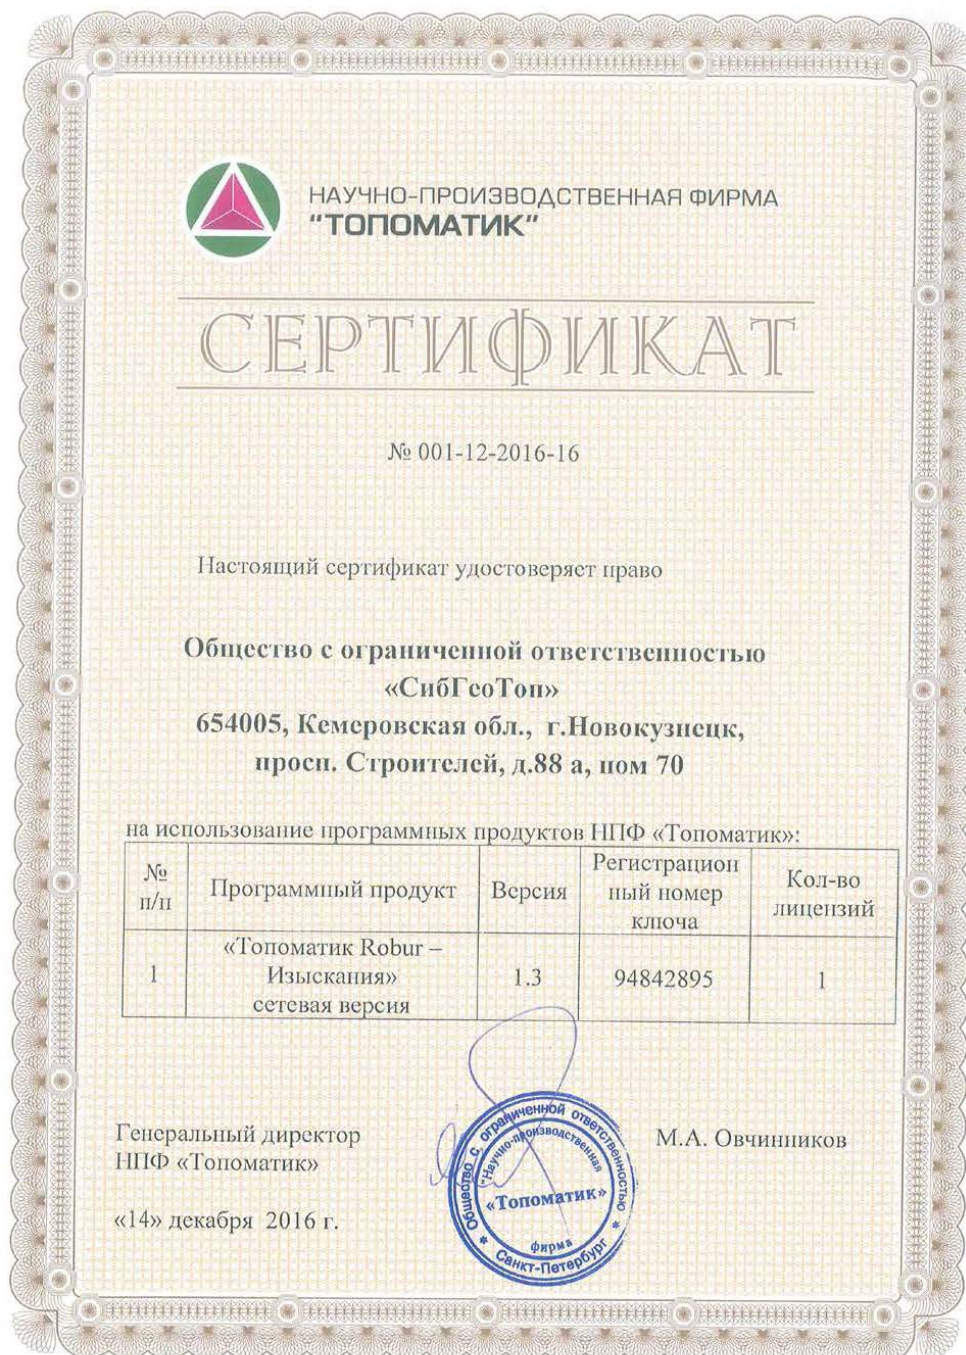 НАУЧНО-ПРОИЗВОДСТВЕННАЯ ФИРМА
"ТОПОМАТИК"
СЕРТИФИКАТ
№ 001-12-2016-16
Настоящий сертификат удостоверяет право
Общество с ограниченной ответственностью
«СибГеоТоп»
654005, Кемеровская обл., г.Новокузнецк,
просп. Строителей, д.88 а, пом 70
на использование программных продуктов НПФ «Топоматик»:
№ п/п
Программный продукт
Версия
Регистрацион
ный номер
ключа
Кол-во
лицензий
1
«Топоматик Robur –
Изыскания»
сетевая версия
1.3
94842895
1
Генеральный директор
НПФ «Топоматик»
М.А. Овчинников
«14» декабря 2016 г.
Общество с ограниченной ответственностью
"Научно-производственная
«Топоматик»
фирма
* Санкт-Петербург *